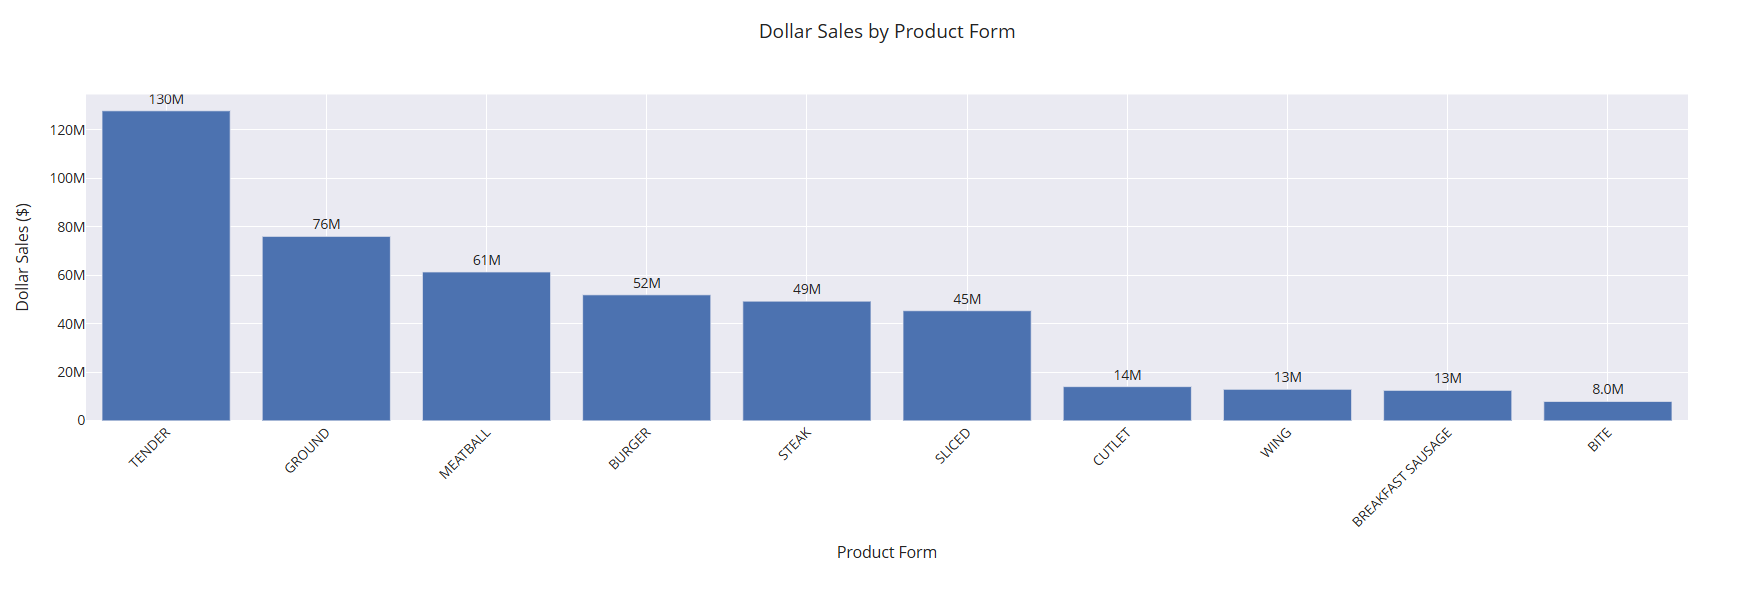 Dollar Sales by Product Form
Dollar Sales ($)
120M
100M
80M
60M
40M
20M
0
130M
76M
61M
52M
49M
45M
14M
13M
13M
8.0M
TENDER
GROUND
MEATBALL
BURGER
STEAK
SLICED
CUTLET
WING
BREAKFAST SAUSAGE
BITE
Product Form